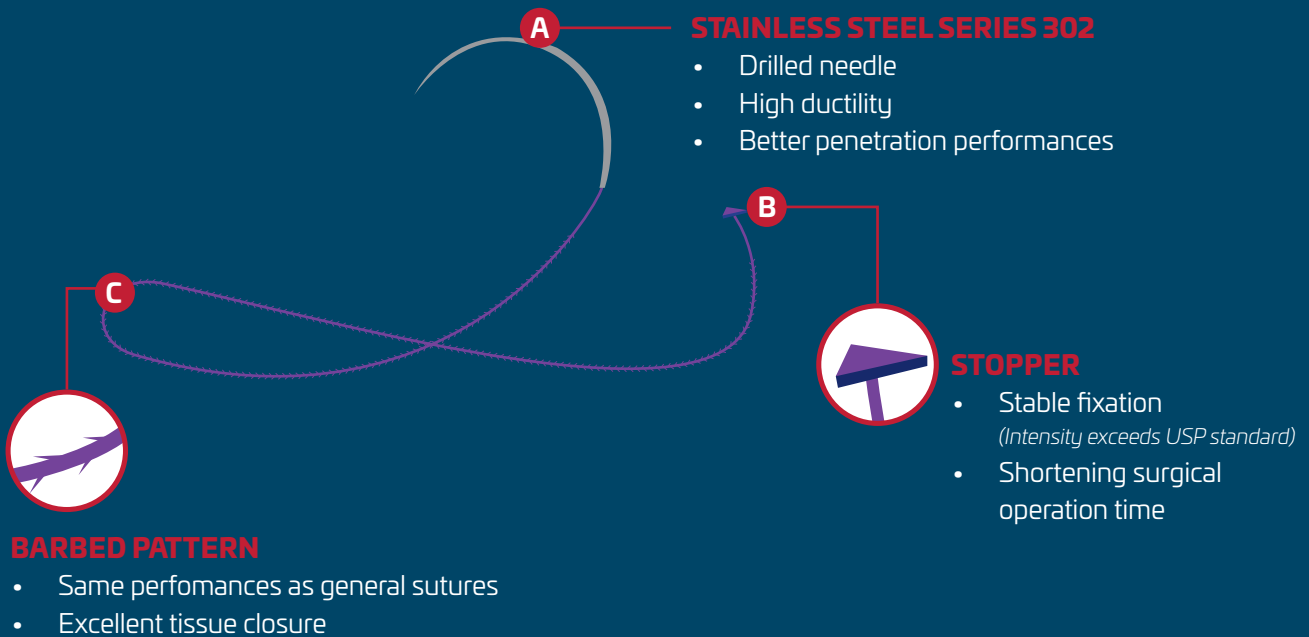 A
STAINLESS STEEL SERIES 302
• Drilled needle
• High ductility
• Better penetration performances
B
C
STOPPER
• Stable fixation
(Intensity exceeds USP standard)
• Shortening surgical
operation time
BARBED PATTERN
• Same perfomances as general sutures
• Excellent tissue closure